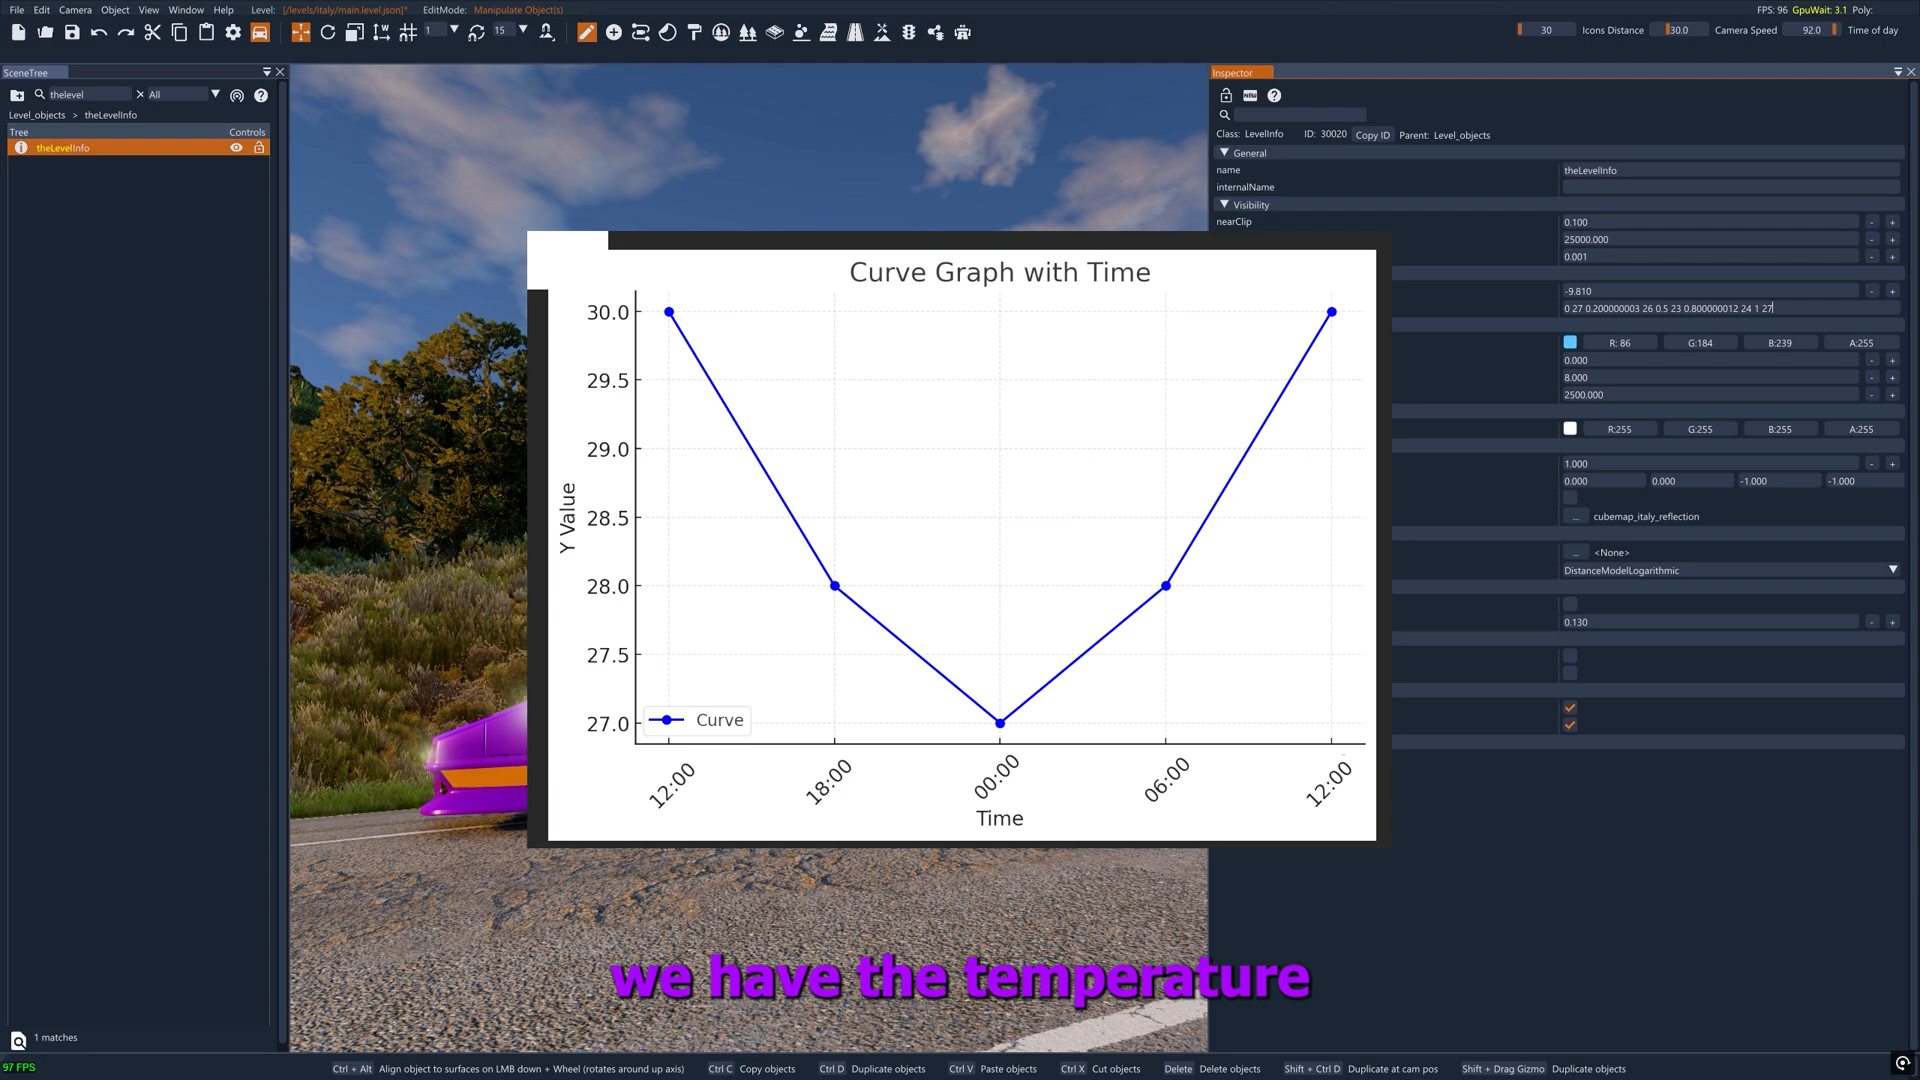 File Edit Camera Object View Window Help Level: [/levels/italy/main.level.json]* EditMode: Manipulate Object(s)
FPS: 96 GpuWait: 3.1 Poly:
1 15
30 Icons Distance 30.0 Camera Speed 92.0 Time of day
SceneTree
thelevel All
Level_objects > theLevelInfo
Tree Controls
theLevelInfo
1 matches
97 FPS
Inspector
NEW
Class: LevelInfo ID: 30020 Copy ID Parent: Level_objects
General
name theLevelInfo
internalName
Visibility
nearClip 0.100 - +
25000.000 - +
0.001 - +
-9.810 - +
0 27 0.200000003 26 0.5 23 0.800000012 24 1 27
R: 86 G:184 B:239 A:255
0.000 - +
8.000 - +
2500.000 - +
R:255 G:255 B:255 A:255
1.000 - +
0.000 0.000 -1.000 -1.000
... cubemap_italy_reflection
... <None>
DistanceModelLogarithmic
0.130 - +
Curve Graph with Time
30.0
29.5
29.0
28.5
28.0
27.5
27.0
Y Value
Curve
12:00 18:00 00:00 06:00 12:00
Time
we have the temperature
Ctrl + Alt Align object to surfaces on LMB down + Wheel (rotates around up axis) Ctrl C Copy objects Ctrl D Duplicate objects Ctrl V Paste objects Ctrl X Cut objects Delete Delete objects Shift + Ctrl D Duplicate at cam pos Shift + Drag Gizmo Duplicate objects